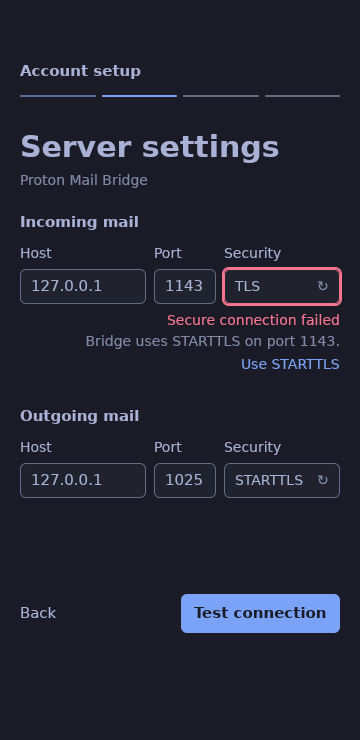 Account setup
Server settings
Proton Mail Bridge
Incoming mail
Host Port Security
127.0.0.1 1143 TLS ↻
Secure connection failed
Bridge uses STARTTLS on port 1143.
Use STARTTLS
Outgoing mail
Host Port Security
127.0.0.1 1025 STARTTLS ↻
Back Test connection